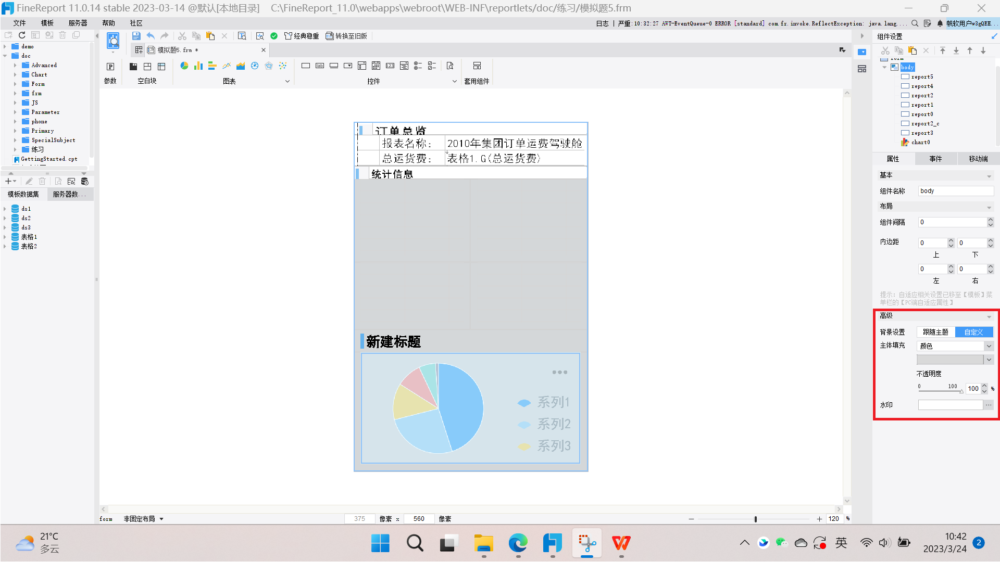 FineReport 11.0.14 stable 2023-03-14 @默认[本地目录] C:\FineReport_11.0\webapps\webroot\WEB-INF\reportlets/doc/练习/模拟题5.frm
文件 模板 服务器 帮助 社区
日志 | 严重:10:32:27 AWT-EventQueue-0 ERROR [standard] com.fr.invoke.ReflectException: java.lang....
帆软用户w3gQEH...
经典稳重 转换至旧版
模拟题5.frm *
参数 空白块 图表 控件 套用组件
demo
doc
Advanced
Chart
Form
frm
JS
Parameter
phone
Primary
SpecialSubject
练习
GettingStarted.cpt
模板数据集 服务器数...
ds1
ds2
ds3
表格1
表格2
订单总览
报表名称: 2010年集团订单运费驾驶舱
总运货费: 表格1.G(总运货费)
统计信息
新建标题
系列1
系列2
系列3
form 非固定布局 375 像素 x 560 像素 120 %
组件设置
form
body
report5
report4
report2
report1
report0
report2_c
report3
chart0
属性 事件 移动端
基本
组件名称 body
布局
组件间隔 0
内边距 0 0
上 下
0 0
左 右
提示: 自适应相关设置已移至【模板】菜
单栏的【PC端自适应属性】
高级
背景设置 跟随主题 自定义
主体填充 颜色
不透明度
0 100 100 %
水印
21°C
多云
英
10:42
2023/3/24
2